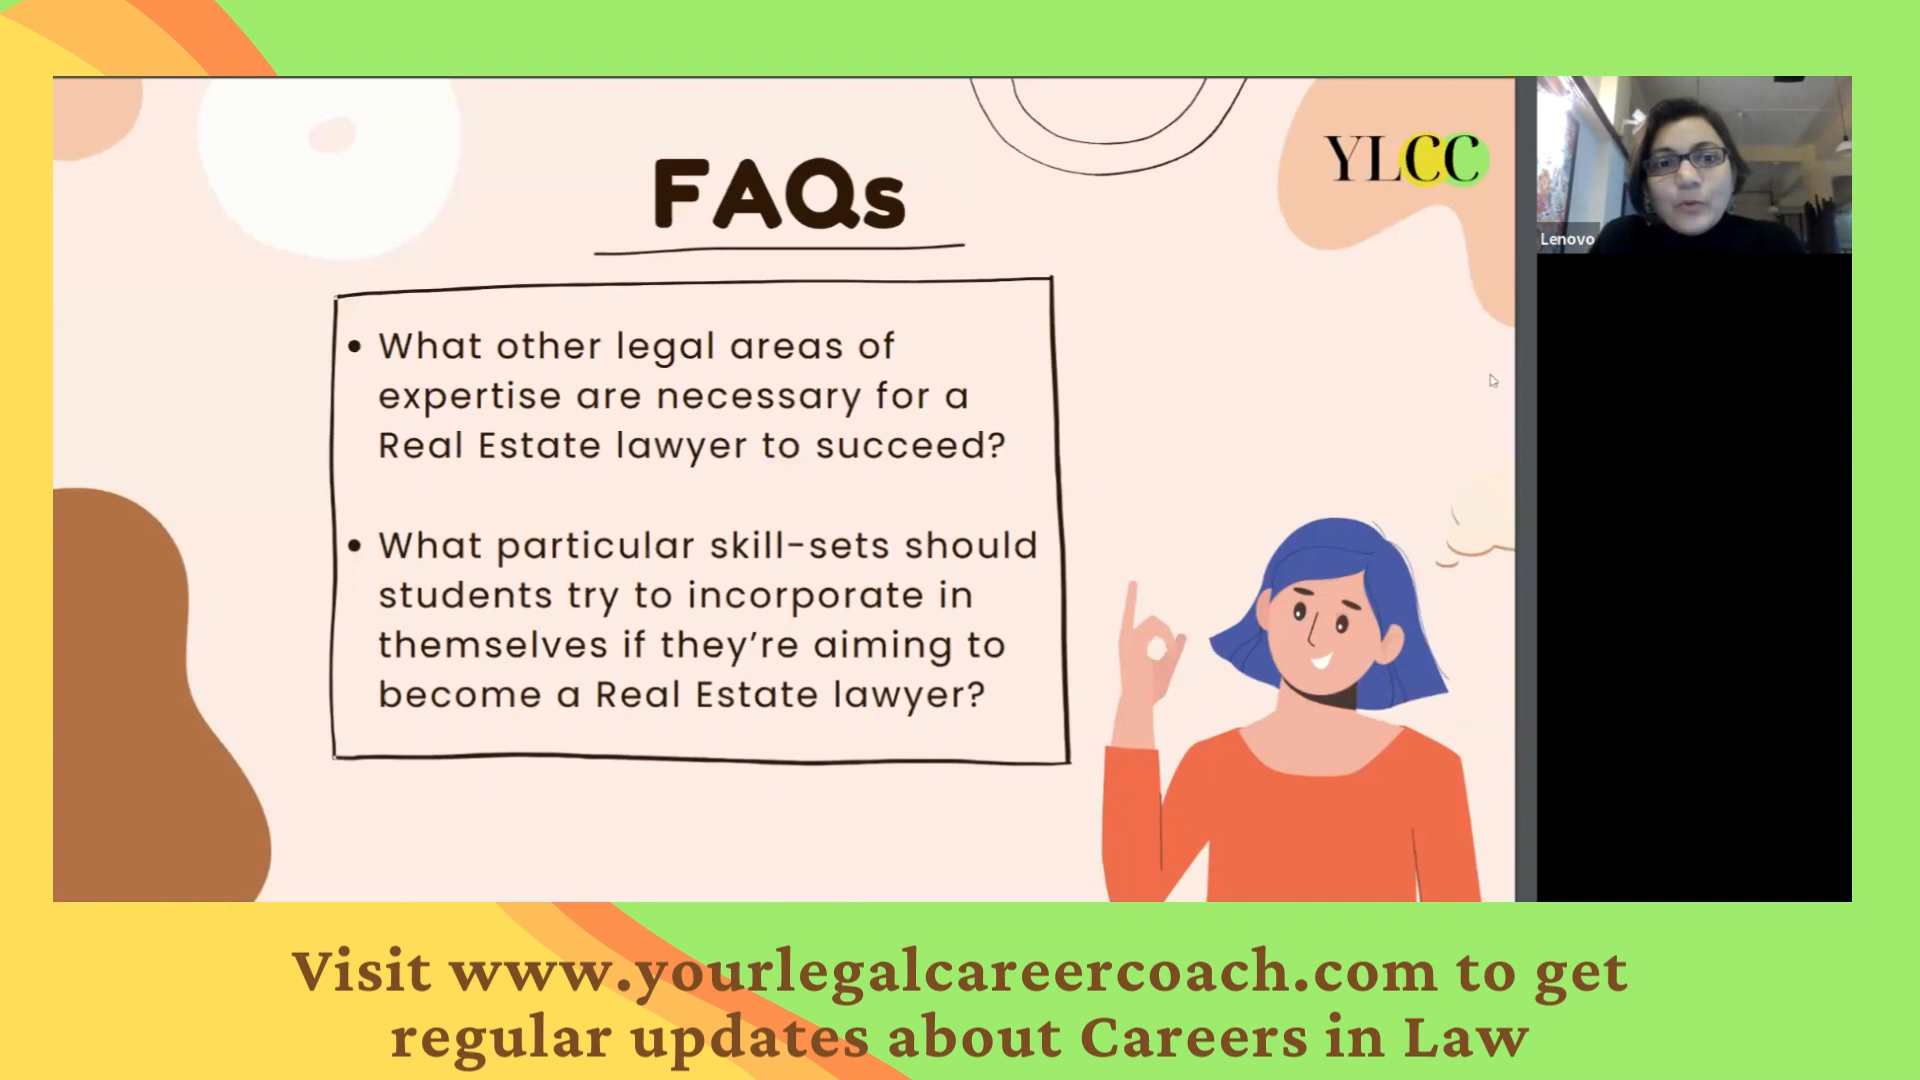 FAQs
YLCC
Lenovo
• What other legal areas of
expertise are necessary for a
Real Estate lawyer to succeed?
• What particular skill-sets should
students try to incorporate in
themselves if they’re aiming to
become a Real Estate lawyer?
Visit www.yourlegalcareercoach.com to get
regular updates about Careers in Law